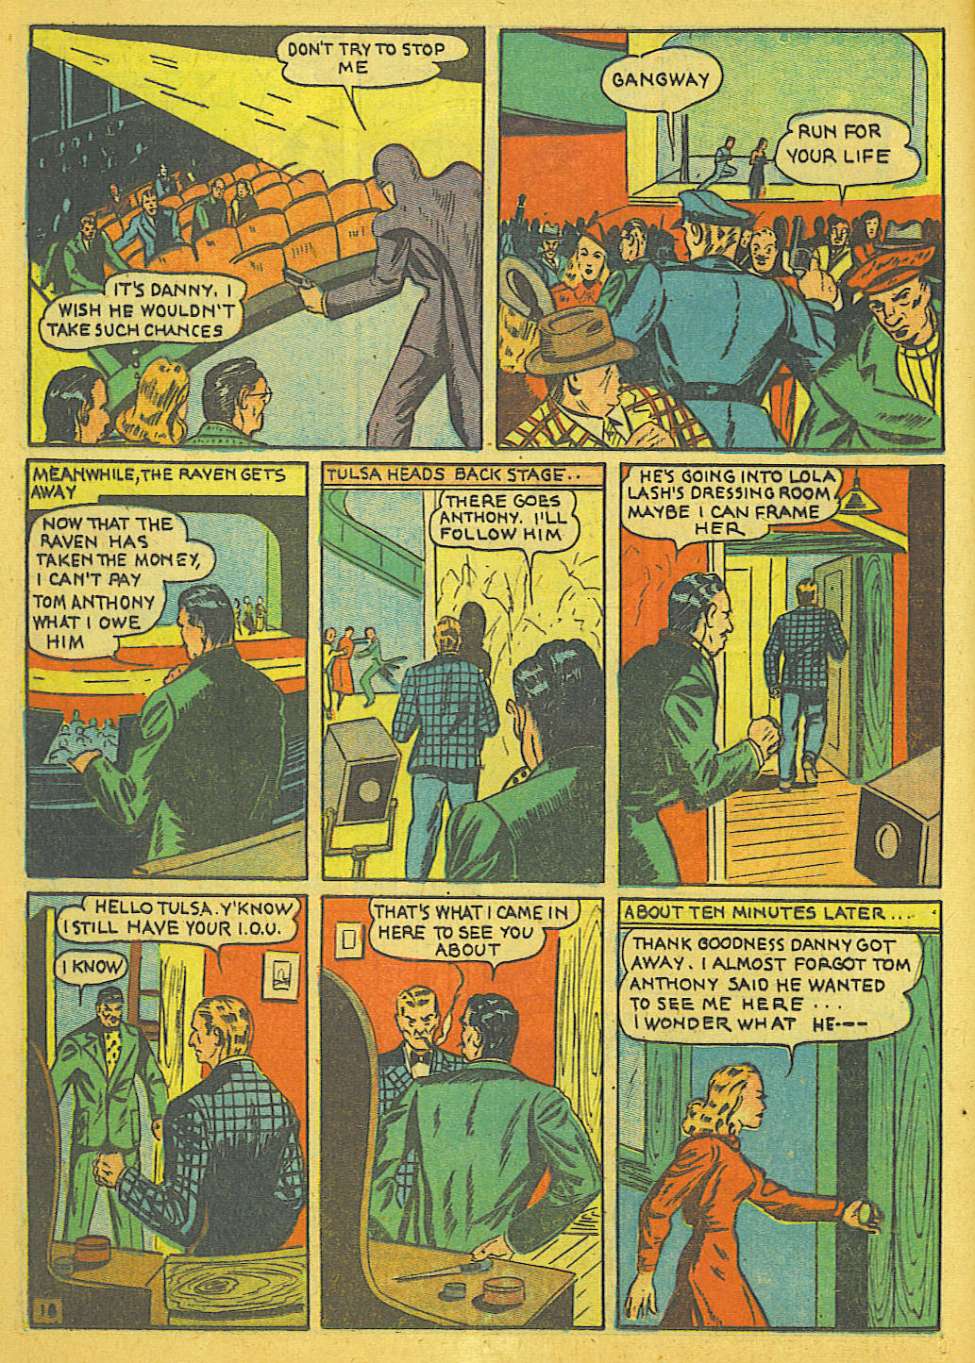 DON'T TRY TO STOP
ME
IT'S DANNY, I
WISH HE WOULDN'T
TAKE SUCH CHANCES
GANGWAY
RUN FOR
YOUR LIFE
MEANWHILE, THE RAVEN GETS
AWAY
NOW THAT THE
RAVEN HAS
TAKEN THE MONEY,
I CAN'T PAY
TOM ANTHONY
WHAT I OWE
HIM
TULSA HEADS BACK STAGE..
THERE GOES
ANTHONY. I'LL
FOLLOW HIM
HE'S GOING INTO LOLA
LASH'S DRESSING ROOM
MAYBE I CAN FRAME
HER
HELLO TULSA. Y'KNOW
I STILL HAVE YOUR I.O.U.
I KNOW
THAT'S WHAT I CAME IN
HERE TO SEE YOU
ABOUT
ABOUT TEN MINUTES LATER....
THANK GOODNESS DANNY GOT
AWAY. I ALMOST FORGOT TOM
ANTHONY SAID HE WANTED
TO SEE ME HERE ...
I WONDER WHAT HE---
10